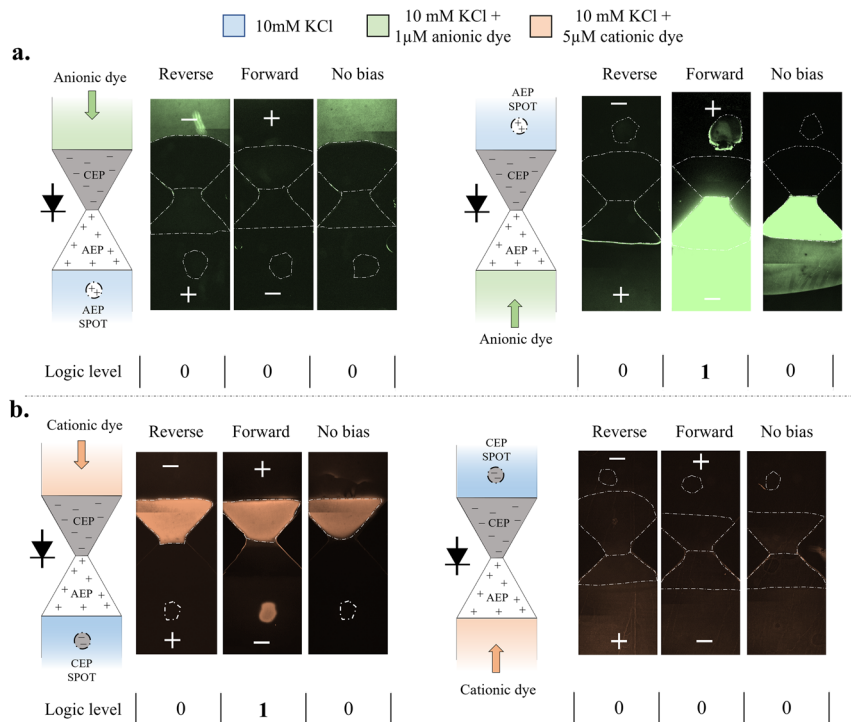 10mM KCl
10 mM KCl +
1μM anionic dye
10 mM KCl +
5μM cationic dye
a.
Anionic dye
Reverse
Forward
No bias
− + 
CEP
AEP
+ −
AEP
SPOT
Logic level | 0 | 0 | 0 |
AEP
SPOT
Reverse
Forward
No bias
− +
CEP
AEP
+ −
Anionic dye
| 0 | 1 | 0 |
b.
Cationic dye
Reverse
Forward
No bias
− +
CEP
AEP
+ −
CEP
SPOT
Logic level | 0 | 1 | 0 |
CEP
SPOT
Reverse
Forward
No bias
− +
CEP
AEP
+ −
Cationic dye
| 0 | 0 | 0 |